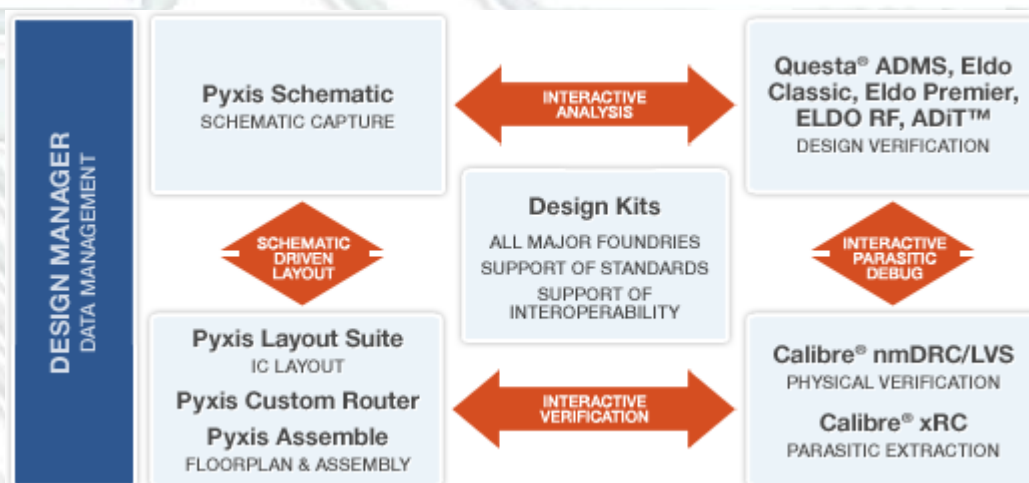 DESIGN MANAGER
DATA MANAGEMENT
Pyxis Schematic
SCHEMATIC CAPTURE
INTERACTIVE
ANALYSIS
Questa® ADMS, Eldo
Classic, Eldo Premier,
ELDO RF, ADiT™
DESIGN VERIFICATION
SCHEMATIC
DRIVEN
LAYOUT
Design Kits
ALL MAJOR FOUNDRIES
SUPPORT OF STANDARDS
SUPPORT OF
INTEROPERABILITY
INTERACTIVE
PARASITIC
DEBUG
Pyxis Layout Suite
IC LAYOUT
Pyxis Custom Router
Pyxis Assemble
FLOORPLAN & ASSEMBLY
INTERACTIVE
VERIFICATION
Calibre® nmDRC/LVS
PHYSICAL VERIFICATION
Calibre® xRC
PARASITIC EXTRACTION